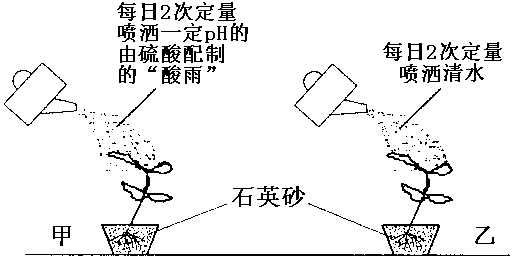 每日2次定量
喷洒一定pH的
由硫酸配制
的“酸雨”
每日2次定量
喷洒清水
石英砂
甲
乙